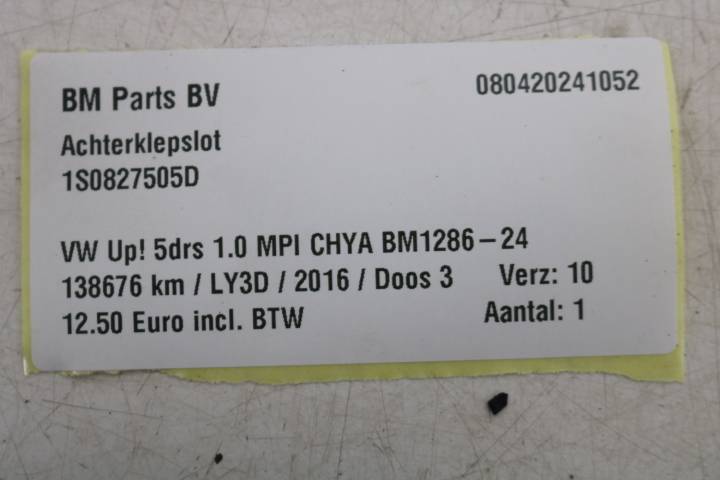 BM Parts BV 080420241052
Achterklepslot
1S0827505D
VW Up! 5drs 1.0 MPI CHYA BM1286-24
138676 km / LY3D / 2016 / Doos 3 Verz: 10
12.50 Euro incl. BTW Aantal: 1